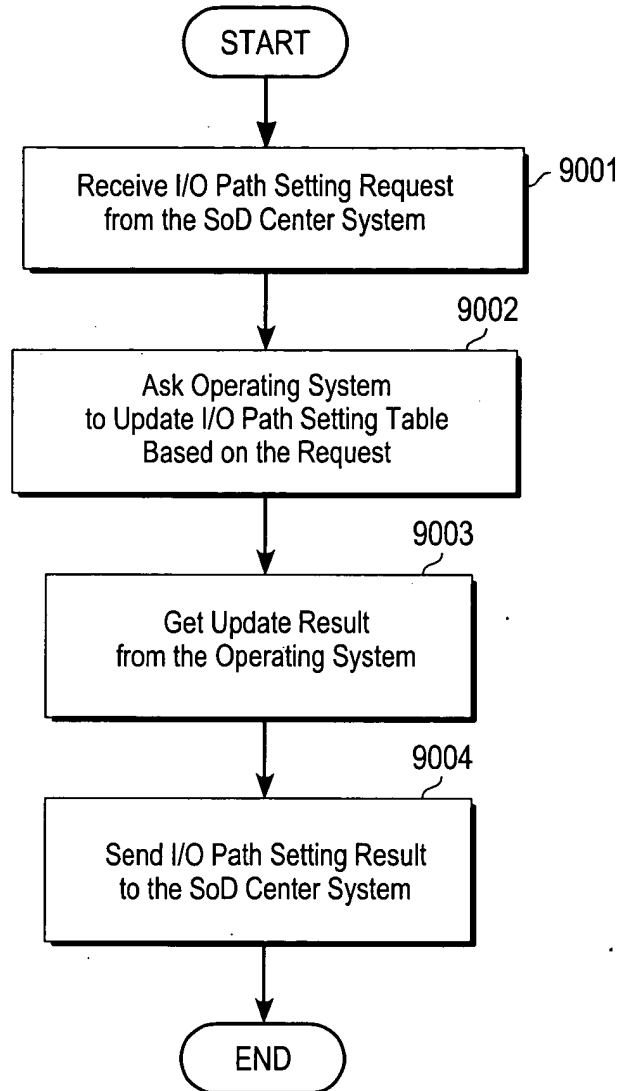 START
Receive I/O Path Setting Request
from the SoD Center System
9001
9002
Ask Operating System
to Update I/O Path Setting Table
Based on the Request
9003
Get Update Result
from the Operating System
9004
Send I/O Path Setting Result
to the SoD Center System
END